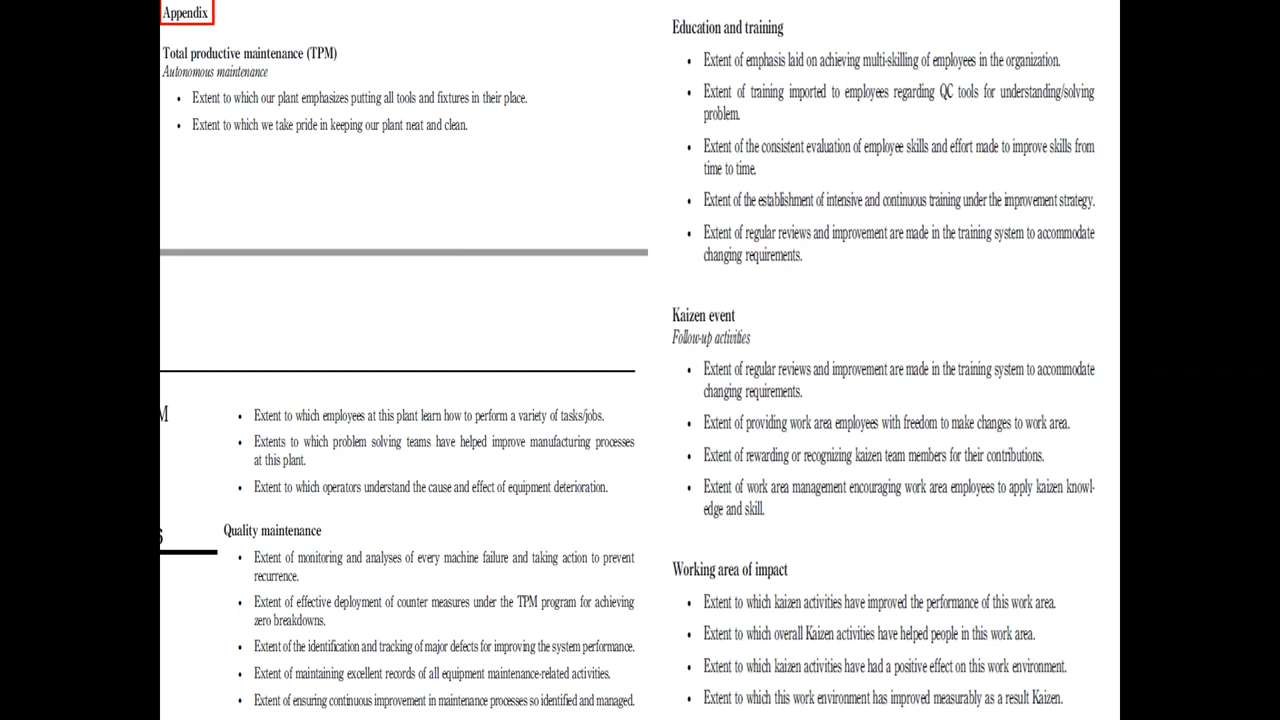 Appendix
Total productive maintenance (TPM)
Autonomous maintenance
• Extent to which our plant emphasizes putting all tools and fixtures in their place.
• Extent to which we take pride in keeping our plant neat and clean.
M
• Extent to which employees at this plant learn how to perform a variety of tasks/jobs.
• Extents to which problem solving teams have helped improve manufacturing processes
at this plant.
• Extent to which operators understand the cause and effect of equipment deterioration.
Quality maintenance
• Extent of monitoring and analyses of every machine failure and taking action to prevent
recurrence.
• Extent of effective deployment of counter measures under the TPM program for achieving
zero breakdowns.
• Extent of the identification and tracking of major defects for improving the system performance.
• Extent of maintaining excellent records of all equipment maintenance-related activities.
• Extent of ensuring continuous improvement in maintenance processes so identified and managed.
Education and training
• Extent of emphasis laid on achieving multi-skilling of employees in the organization.
• Extent of training imported to employees regarding QC tools for understanding/solving
problem.
• Extent of the consistent evaluation of employee skills and effort made to improve skills from
time to time.
• Extent of the establishment of intensive and continuous training under the improvement strategy.
• Extent of regular reviews and improvement are made in the training system to accommodate
changing requirements.
Kaizen event
Follow-up activities
• Extent of regular reviews and improvement are made in the training system to accommodate
changing requirements.
• Extent of providing work area employees with freedom to make changes to work area.
• Extent of rewarding or recognizing kaizen team members for their contributions.
• Extent of work area management encouraging work area employees to apply kaizen knowl-
edge and skill.
Working area of impact
• Extent to which kaizen activities have improved the performance of this work area.
• Extent to which overall Kaizen activities have helped people in this work area.
• Extent to which kaizen activities have had a positive effect on this work environment.
• Extent to which this work environment has improved measurably as a result Kaizen.